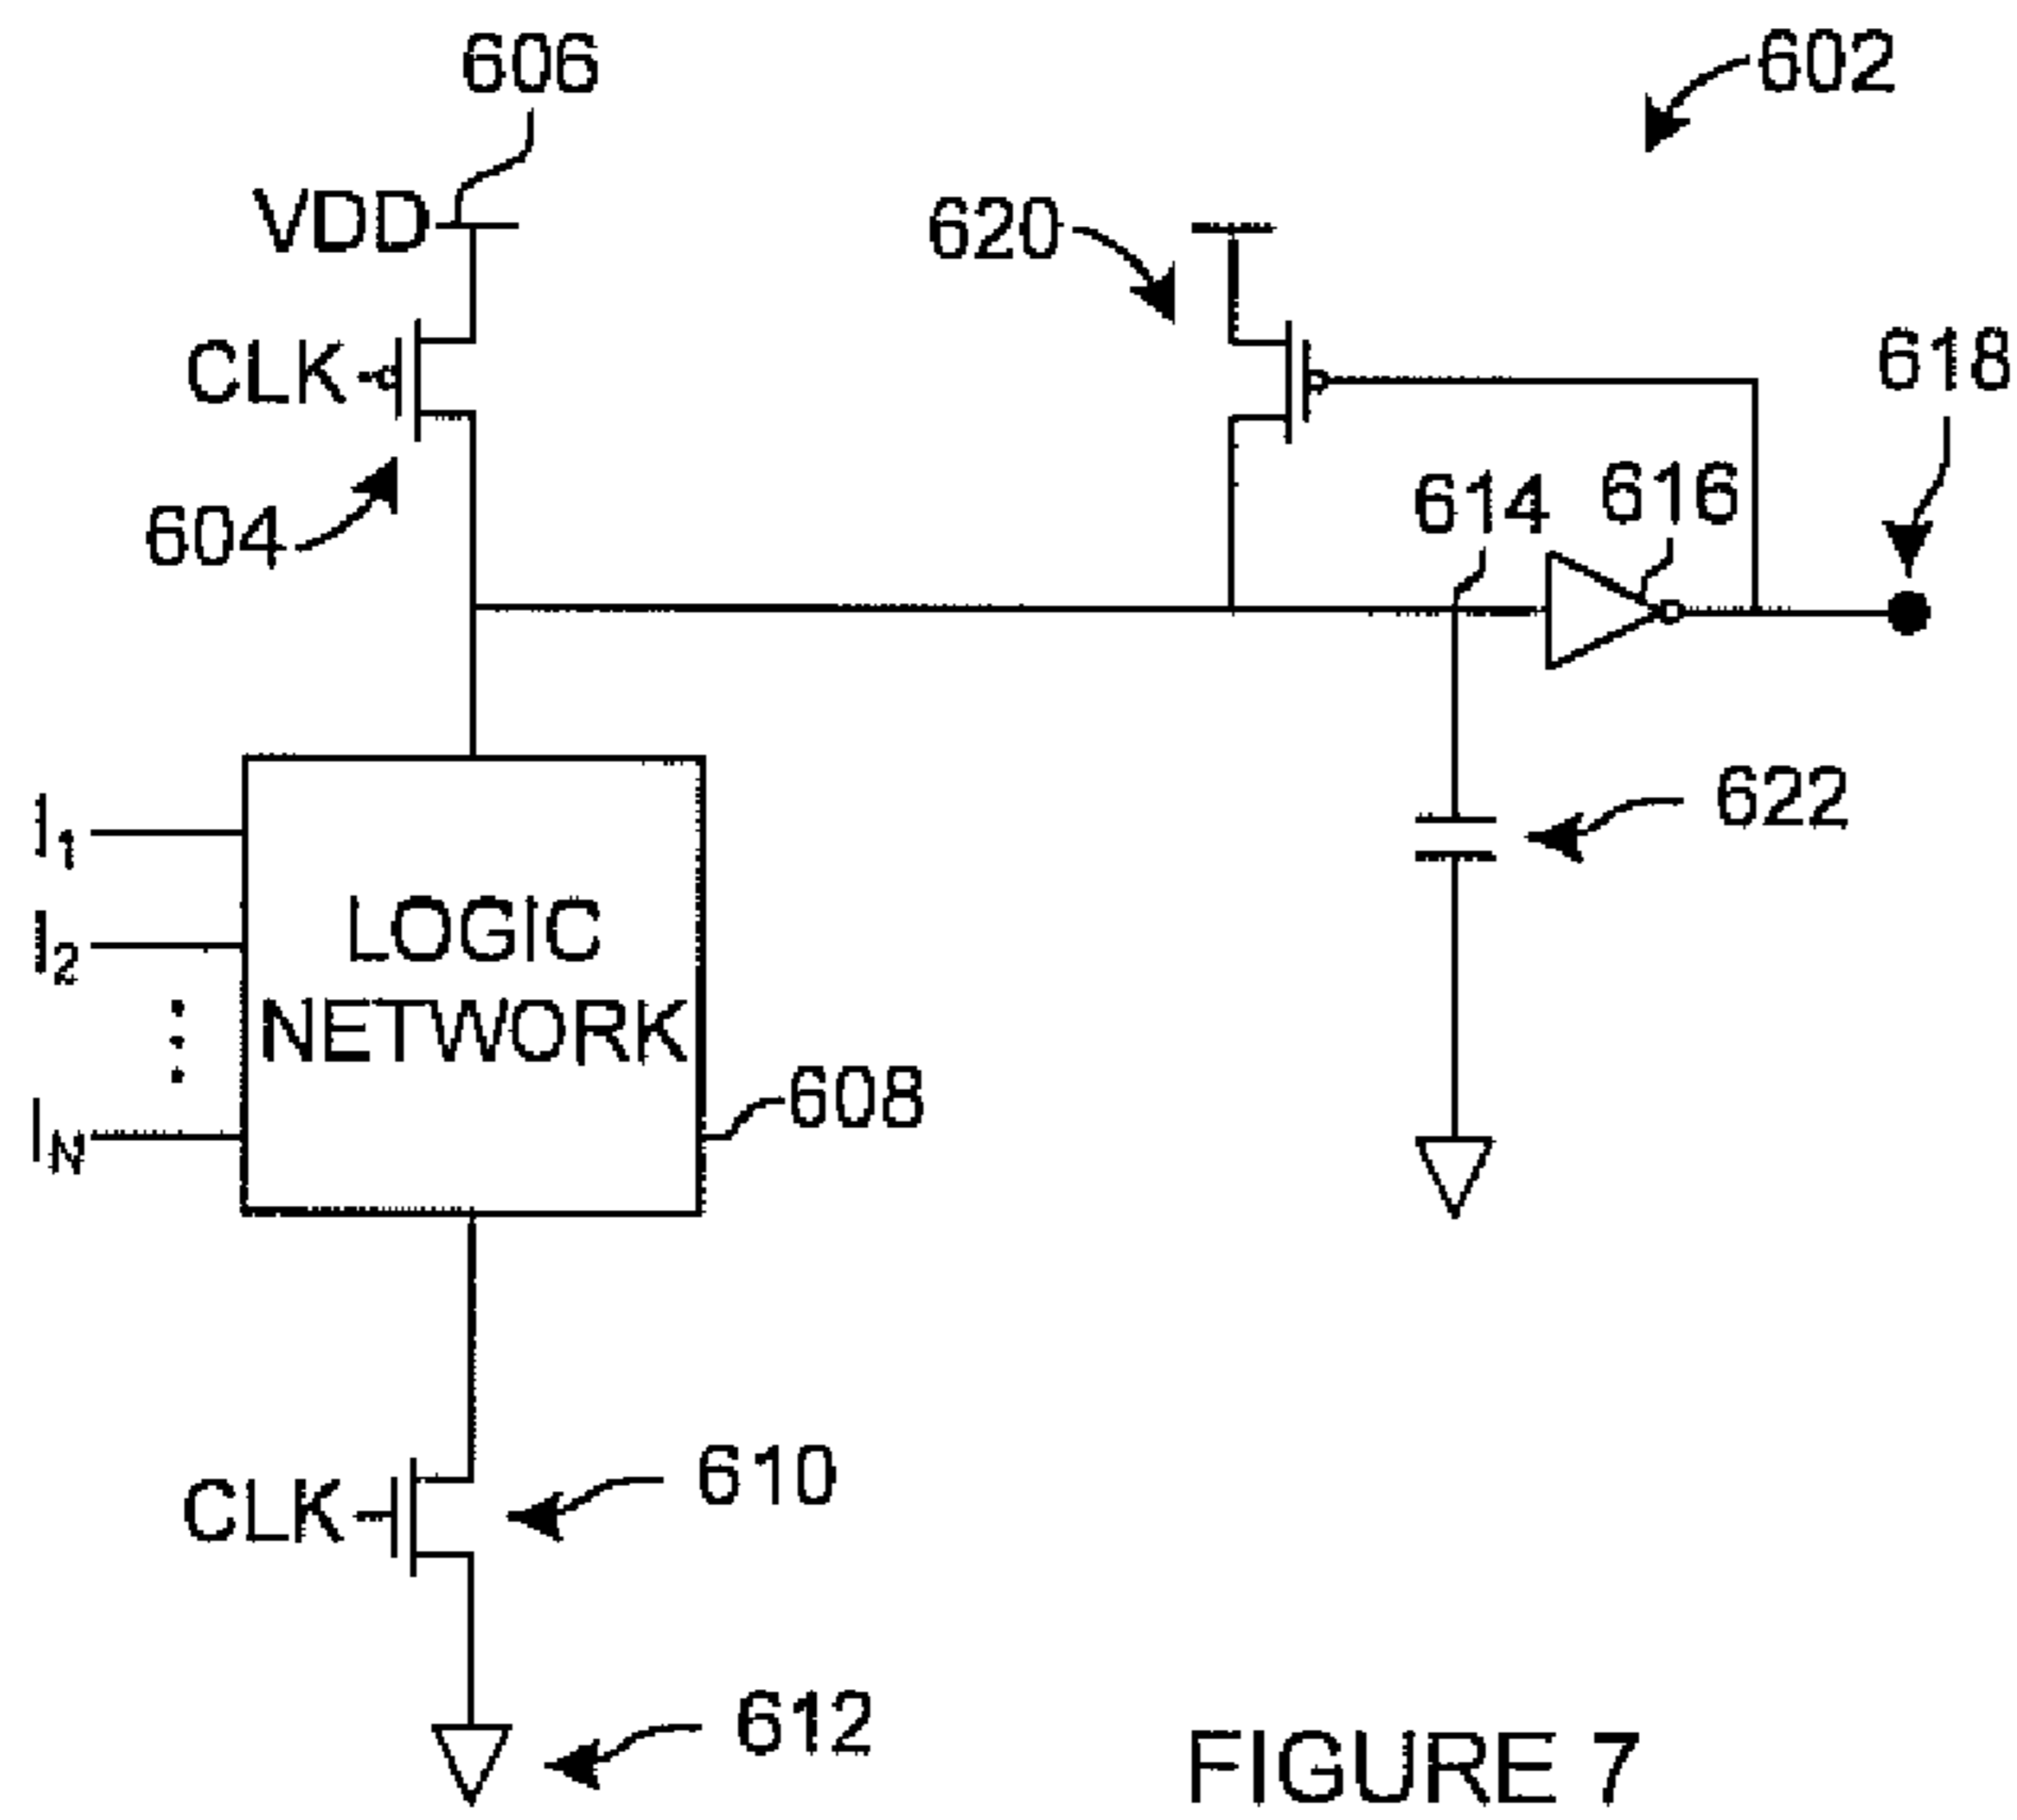 606
602
VDD
620
CLK
618
604
614
616
I1
622
I2
LOGIC
NETWORK
608
IN
CLK
610
612
FIGURE 7